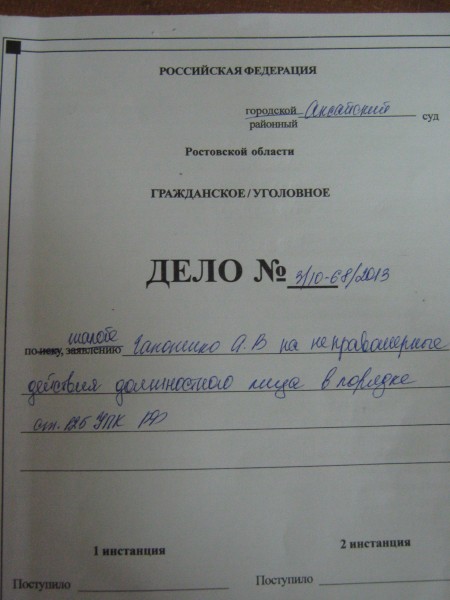 РОССИЙСКАЯ ФЕДЕРАЦИЯ
городской Аксайский суд
районный
Ростовской области
ГРАЖДАНСКОЕ / УГОЛОВНОЕ
ДЕЛО № 3/10-68/2013
жалобе
по иску, заявлению А.В на неправомерные
действия должностного лица в порядке
ст. 125 УПК РФ
1 инстанция
2 инстанция
Поступило
Поступило